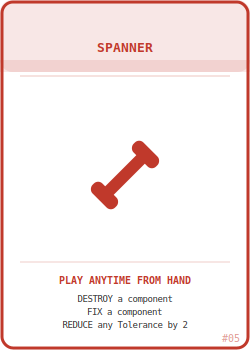 SPANNER
PLAY ANYTIME FROM HAND
DESTROY a component
FIX a component
REDUCE any Tolerance by 2
#05